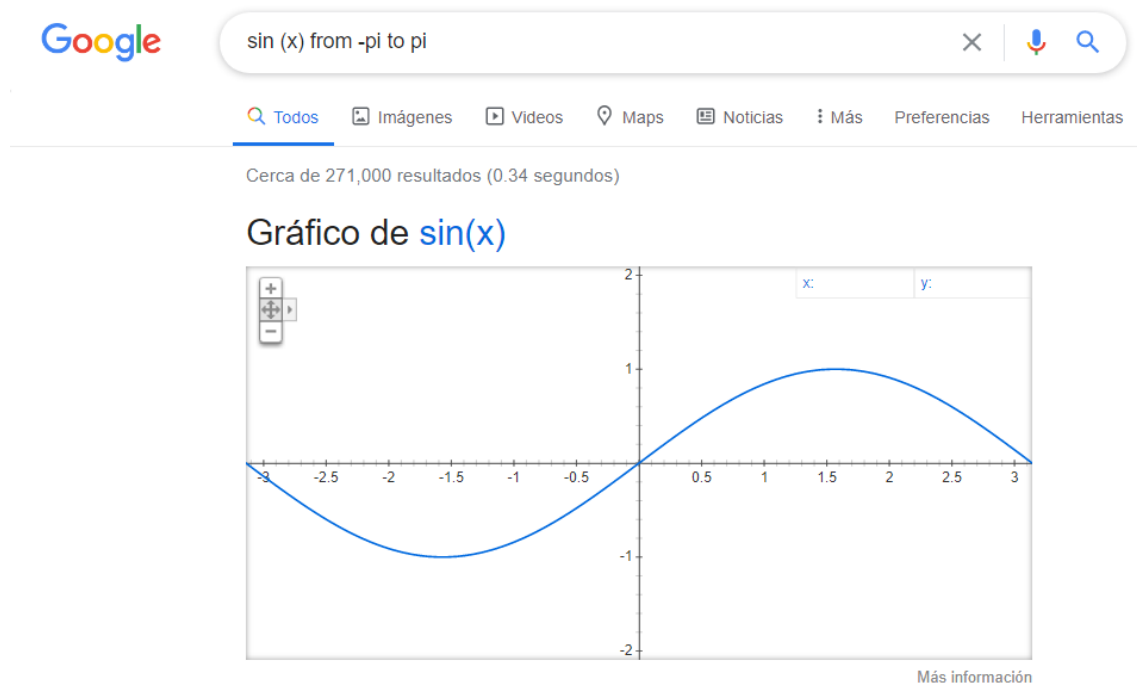 Google
sin (x) from -pi to pi
Todos Imágenes Videos Maps Noticias Más Preferencias Herramientas
Cerca de 271,000 resultados (0.34 segundos)
Gráfico de sin(x)
+
−
x: y:
2
1
-3 -2.5 -2 -1.5 -1 -0.5 0.5 1 1.5 2 2.5 3
-1
-2
Más información